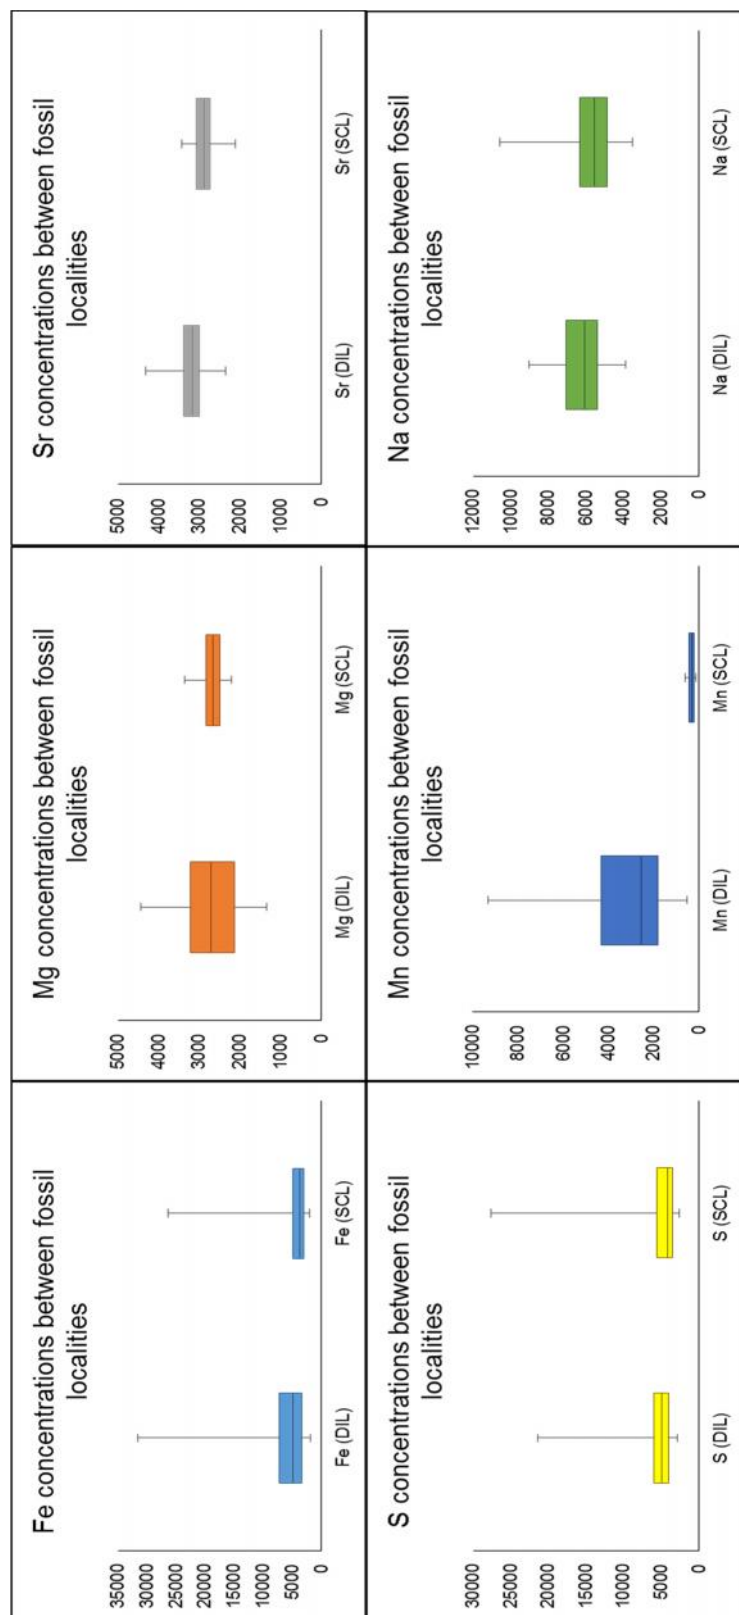 Fe concentrations between fossil
localities
35000
30000
25000
20000
15000
10000
5000
0
Fe (DIL)
Fe (SCL)
Mg concentrations between fossil
localities
5000
4000
3000
2000
1000
0
Mg (DIL)
Mg (SCL)
Sr concentrations between fossil
localities
5000
4000
3000
2000
1000
0
Sr (DIL)
Sr (SCL)
S concentrations between fossil
localities
30000
25000
20000
15000
10000
5000
0
S (DIL)
S (SCL)
Mn concentrations between fossil
localities
10000
8000
6000
4000
2000
0
Mn (DIL)
Mn (SCL)
Na concentrations between fossil
localities
12000
10000
8000
6000
4000
2000
0
Na (DIL)
Na (SCL)